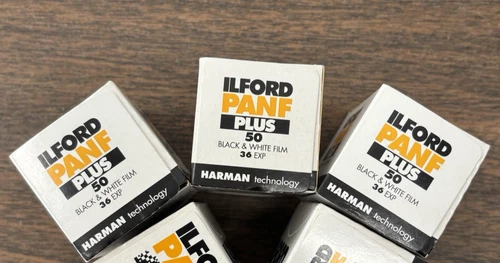 ILFORD
PANF
PLUS
50
BLACK & WHITE FILM
36 EXP
HARMAN technology
ILFORD
PANF
PLUS
50
BLACK & WHITE FILM
36 EXP
HARMAN technology
ILFORD
PANF
PLUS
50
BLACK & WHITE FILM
36 EXP
HARMAN technology
ILFORD
PANF